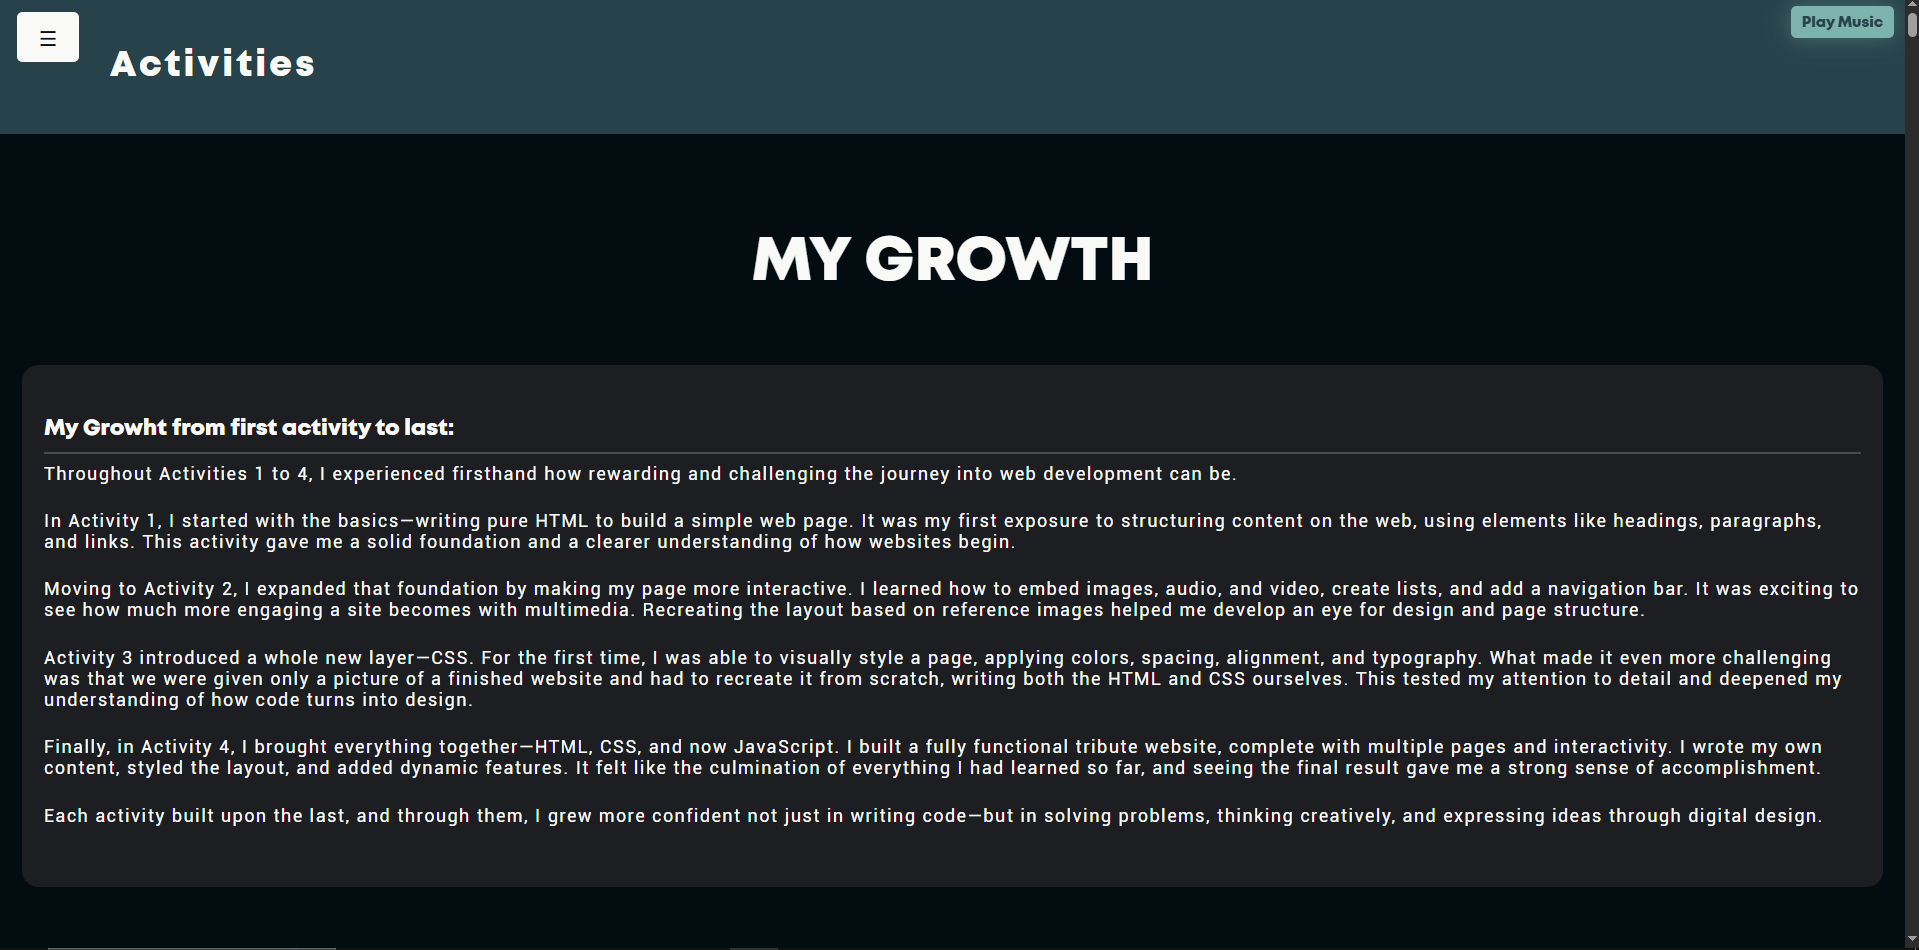 ☰
Play Music
Activities
MY GROWTH
My Growht from first activity to last:
Throughout Activities 1 to 4, I experienced firsthand how rewarding and challenging the journey into web development can be.
In Activity 1, I started with the basics—writing pure HTML to build a simple web page. It was my first exposure to structuring content on the web, using elements like headings, paragraphs,
and links. This activity gave me a solid foundation and a clearer understanding of how websites begin.
Moving to Activity 2, I expanded that foundation by making my page more interactive. I learned how to embed images, audio, and video, create lists, and add a navigation bar. It was exciting to
see how much more engaging a site becomes with multimedia. Recreating the layout based on reference images helped me develop an eye for design and page structure.
Activity 3 introduced a whole new layer—CSS. For the first time, I was able to visually style a page, applying colors, spacing, alignment, and typography. What made it even more challenging
was that we were given only a picture of a finished website and had to recreate it from scratch, writing both the HTML and CSS ourselves. This tested my attention to detail and deepened my
understanding of how code turns into design.
Finally, in Activity 4, I brought everything together—HTML, CSS, and now JavaScript. I built a fully functional tribute website, complete with multiple pages and interactivity. I wrote my own
content, styled the layout, and added dynamic features. It felt like the culmination of everything I had learned so far, and seeing the final result gave me a strong sense of accomplishment.
Each activity built upon the last, and through them, I grew more confident not just in writing code—but in solving problems, thinking creatively, and expressing ideas through digital design.